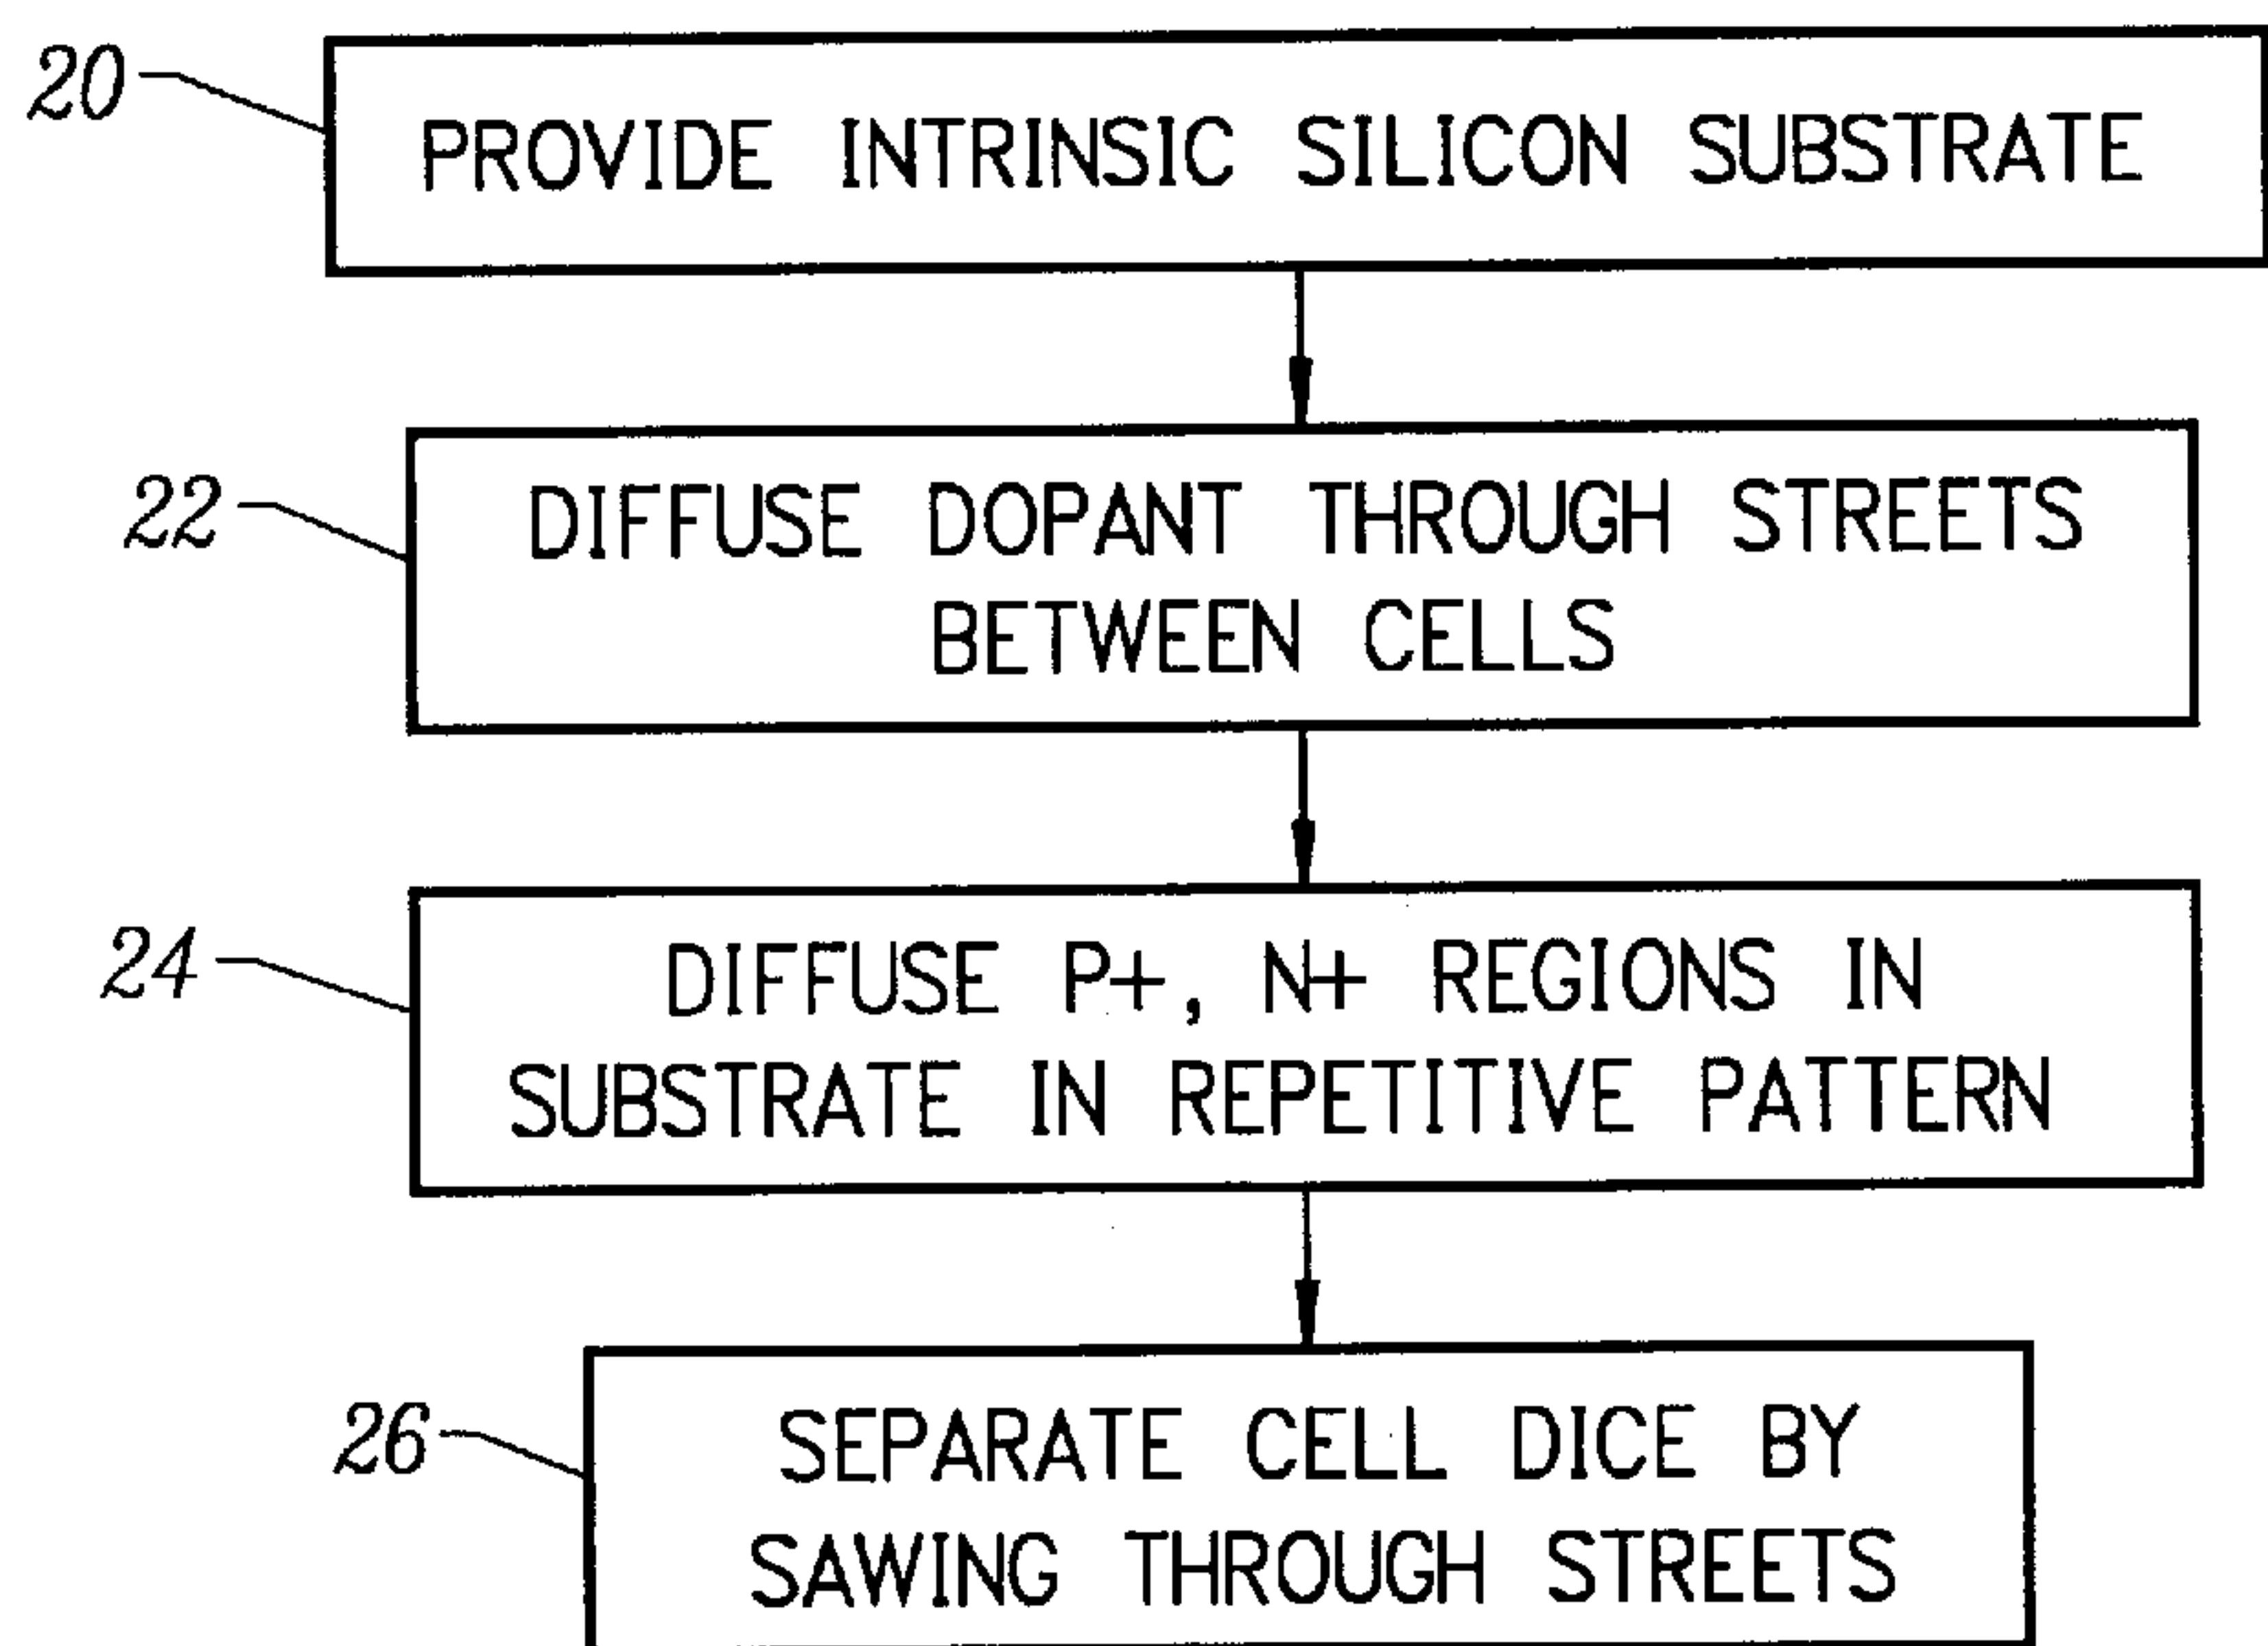 20
PROVIDE INTRINSIC SILICON SUBSTRATE
22
DIFFUSE DOPANT THROUGH STREETS
BETWEEN CELLS
24
DIFFUSE P+, N+ REGIONS IN
SUBSTRATE IN REPETITIVE PATTERN
26
SEPARATE CELL DICE BY
SAWING THROUGH STREETS